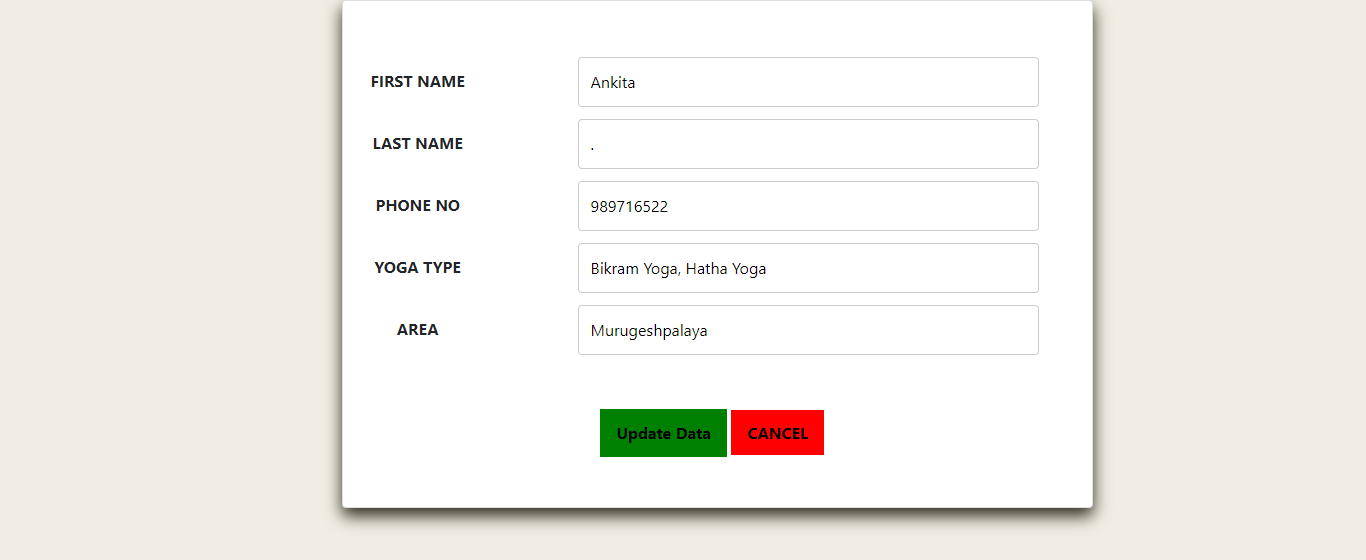 FIRST NAME Ankita
LAST NAME .
PHONE NO 989716522
YOGA TYPE Bikram Yoga, Hatha Yoga
AREA Murugeshpalaya
Update Data CANCEL